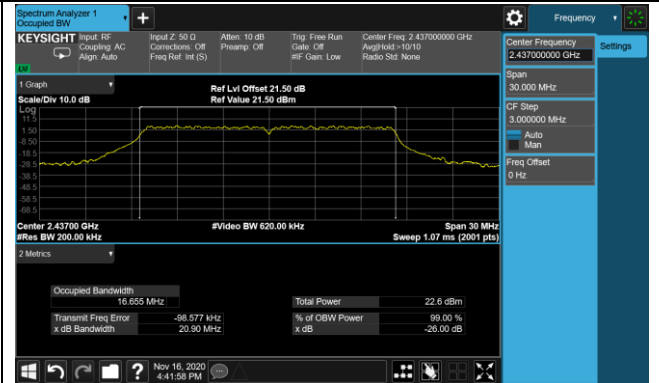 Spectrum Analyzer 1
Occupied BW
+
Frequency
KEYSIGHT
Input: RF
Coupling: AC
Align: Auto
Input Z: 50 Ω
Corrections: Off
Freq Ref: Int (S)
Atten: 10 dB
Preamp: Off
Trig: Free Run
Gate: Off
#IF Gain: Low
Center Freq: 2.437000000 GHz
Avg|Hold:>10/10
Radio Std: None
Center Frequency
2.437000000 GHz
Settings
Span
30.000 MHz
CF Step
3.000000 MHz
Auto
Man
Freq Offset
0 Hz
1 Graph
Scale/Div 10.0 dB
Ref Lvl Offset 21.50 dB
Ref Value 21.50 dBm
Log
11.5
1.50
-8.50
-18.5
-28.5
-38.5
-48.5
-58.5
-68.5
Center 2.43700 GHz
#Res BW 200.00 kHz
#Video BW 620.00 kHz
Span 30 MHz
Sweep 1.07 ms (2001 pts)
2 Metrics
Occupied Bandwidth
16.655 MHz
Total Power 22.6 dBm
Transmit Freq Error -98.577 kHz
% of OBW Power 99.00 %
x dB Bandwidth 20.90 MHz
x dB -26.00 dB
?
Nov 16, 2020
4:41:58 PM